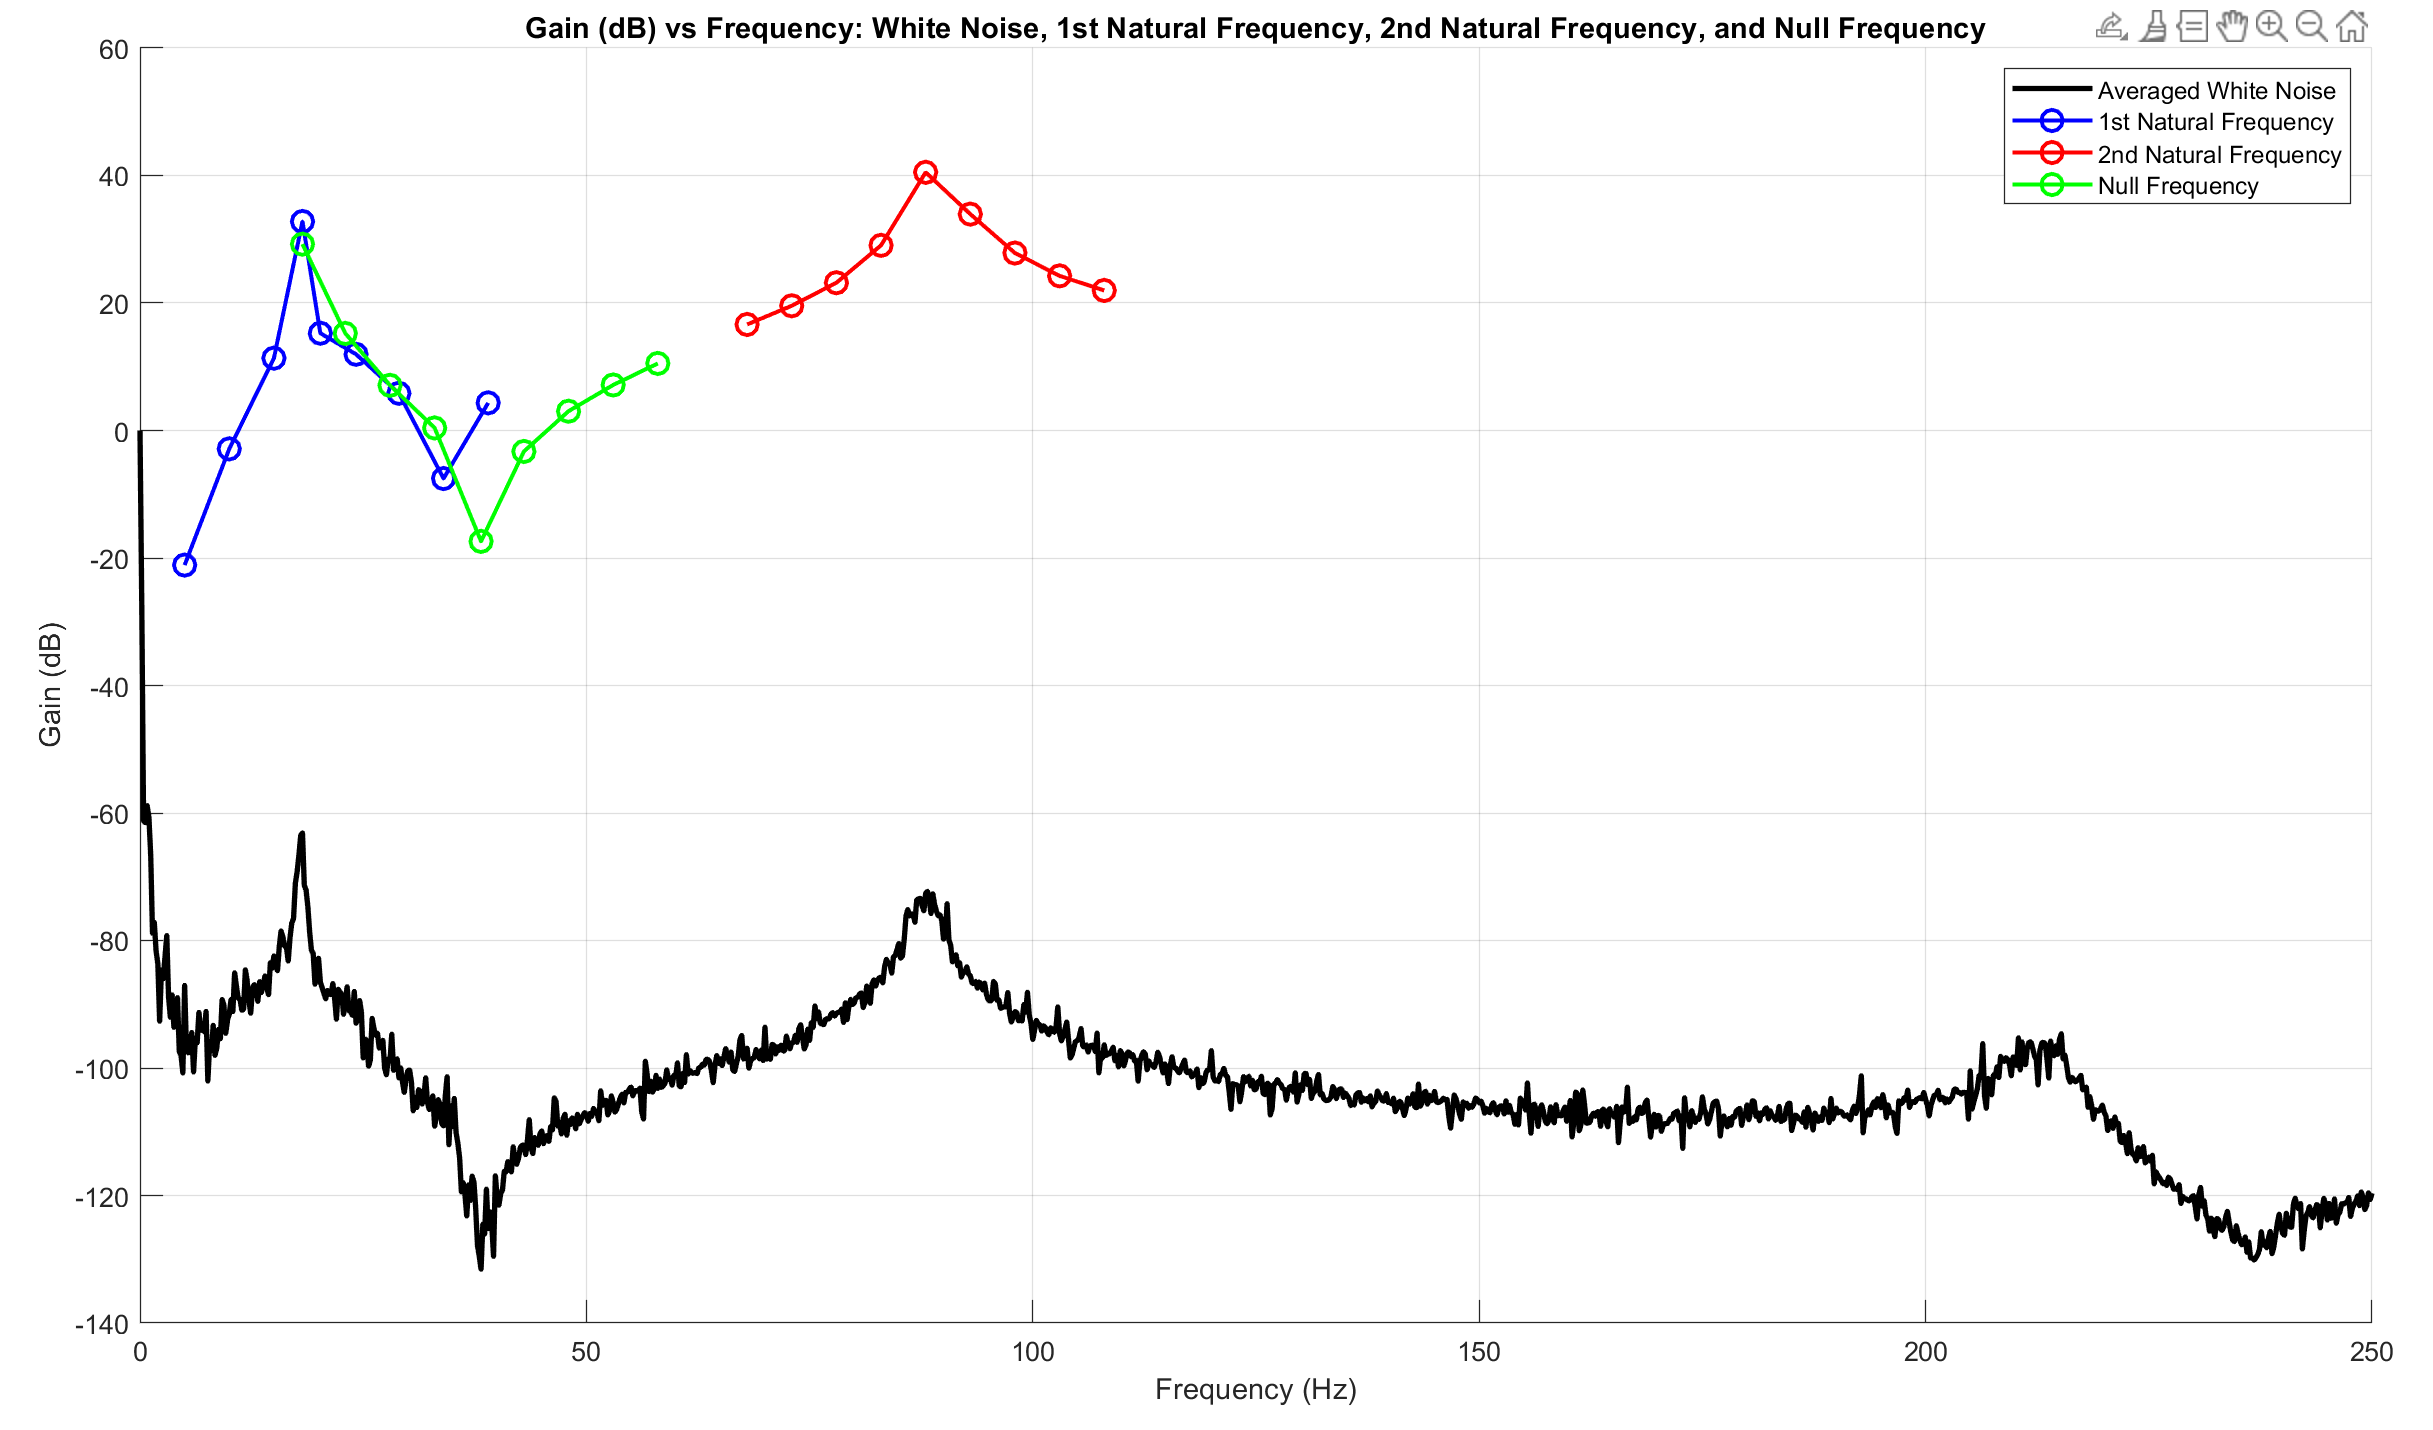 Gain (dB) vs Frequency: White Noise, 1st Natural Frequency, 2nd Natural Frequency, and Null Frequency
Averaged White Noise
1st Natural Frequency
2nd Natural Frequency
Null Frequency
60
40
20
0
-20
-40
-60
-80
-100
-120
-140
Gain (dB)
0 50 100 150 200 250
Frequency (Hz)